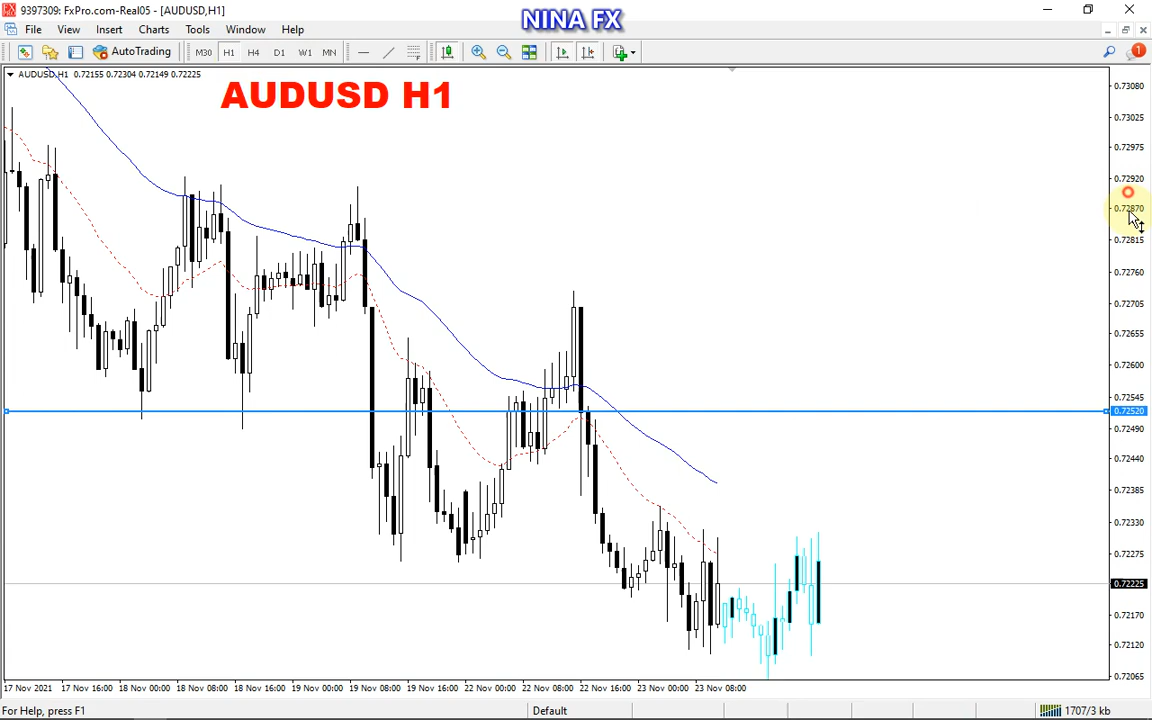 9397309: FxPro.com-Real05 - [AUDUSD,H1]
NINA FX
File View Insert Charts Tools Window Help
AutoTrading M30 H1 H4 D1 W1 MN
1
AUDUSD,H1 0.72155 0.72304 0.72149 0.72225
AUDUSD H1
0.73080
0.73025
0.72975
0.72920
0.72870
0.72815
0.72760
0.72705
0.72655
0.72600
0.72545
0.72520
0.72490
0.72440
0.72385
0.72330
0.72275
0.72225
0.72170
0.72120
0.72065
17 Nov 2021 17 Nov 16:00 18 Nov 00:00 18 Nov 08:00 18 Nov 16:00 19 Nov 00:00 19 Nov 08:00 19 Nov 16:00 22 Nov 00:00 22 Nov 08:00 22 Nov 16:00 23 Nov 00:00 23 Nov 08:00
For Help, press F1 Default 1707/3 kb